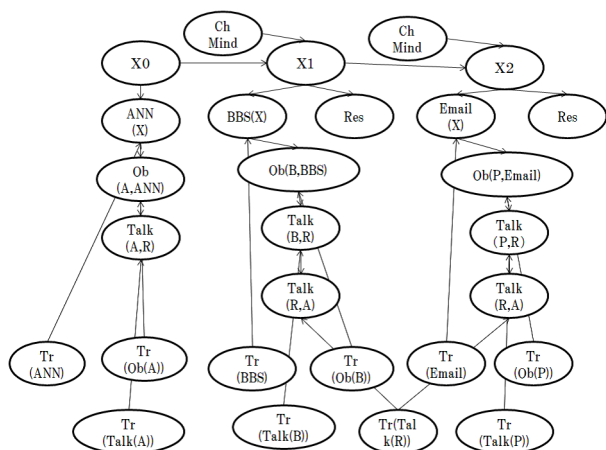 Ch
Mind
Ch
Mind
X0
X1
X2
ANN
(X)
BBS(X)
Res
Email
(X)
Res
Ob
(A,ANN)
Ob(B,BBS)
Ob(P,Email)
Talk
(A,R)
Talk
(B,R)
Talk
(P,R)
Talk
(R,A)
Talk
(R,A)
Tr
(ANN)
Tr
(Ob(A))
Tr
(BBS)
Tr
(Ob(B))
Tr
(Email)
Tr
(Ob(P))
Tr
(Talk(A))
Tr
(Talk(B))
Tr(Tal
k(R))
Tr
(Talk(P))